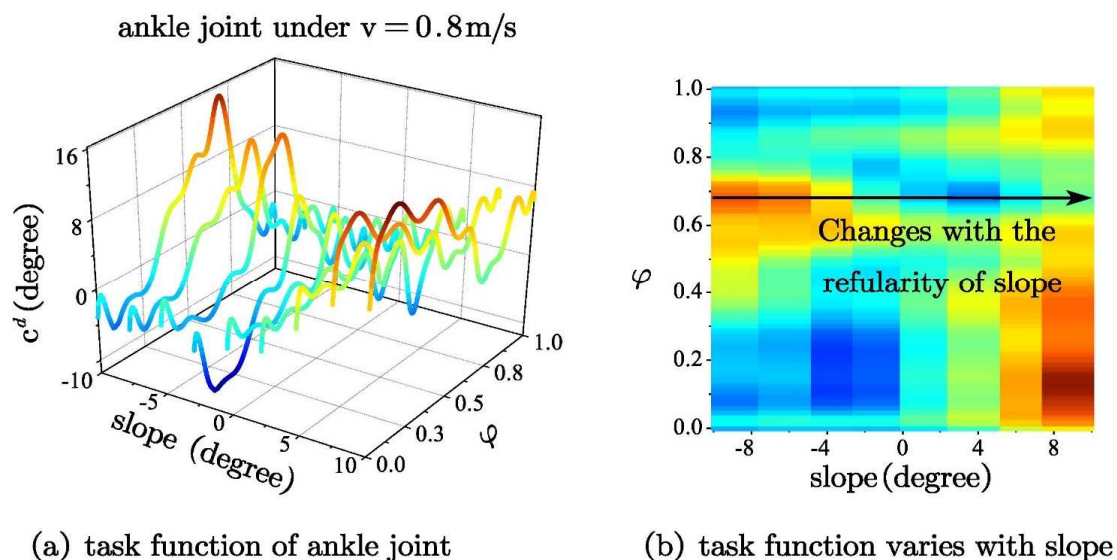 ankle joint under v = 0.8 m/s
16
8
0
-10
c^d (degree)
-5
0
5
10
slope (degree)
0.0
0.3
0.5
0.8
1.0
φ
(a) task function of ankle joint
1.0
0.8
0.6
0.4
0.2
0.0
φ
Changes with the
refularity of slope
-8
-4
0
4
8
slope (degree)
(b) task function varies with slope